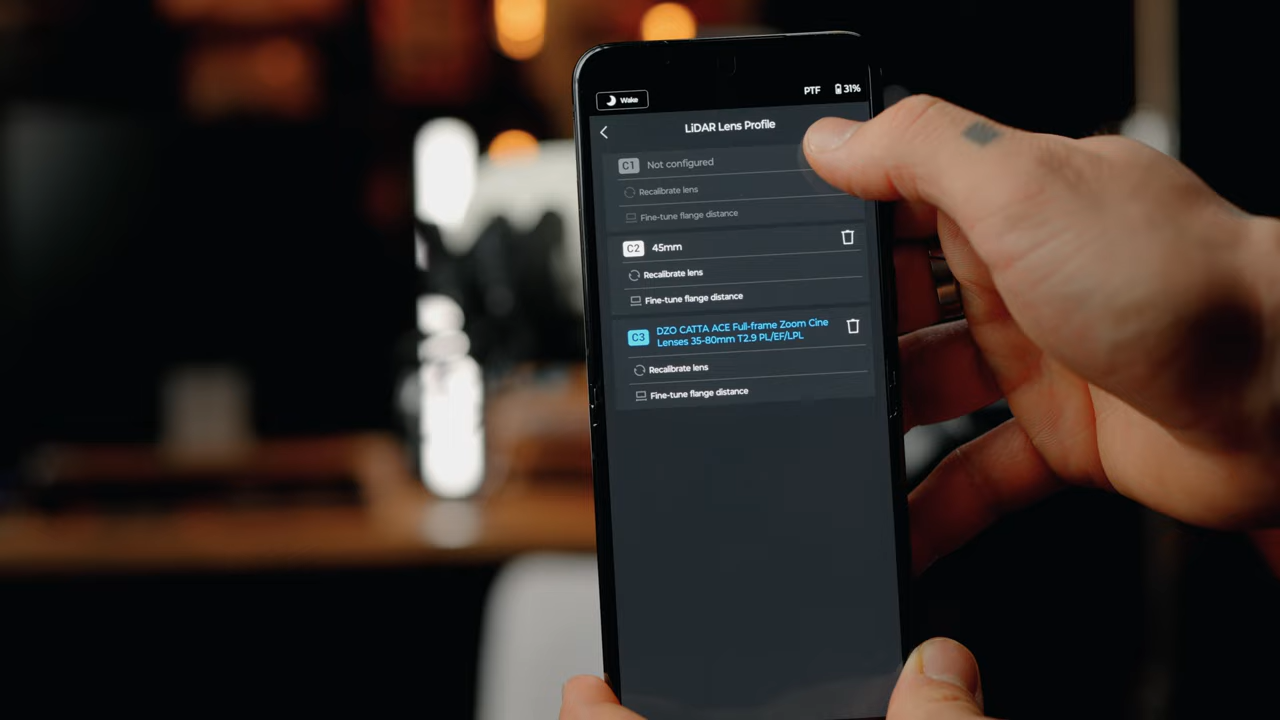 Wake
PTF 31%
LiDAR Lens Profile
C1 Not configured
Recalibrate lens
Fine-tune flange distance
C2 45mm
Recalibrate lens
Fine-tune flange distance
C3 DZO CATTA ACE Full-frame Zoom Cine
Lenses 35-80mm T2.9 PL/EF/LPL
Recalibrate lens
Fine-tune flange distance